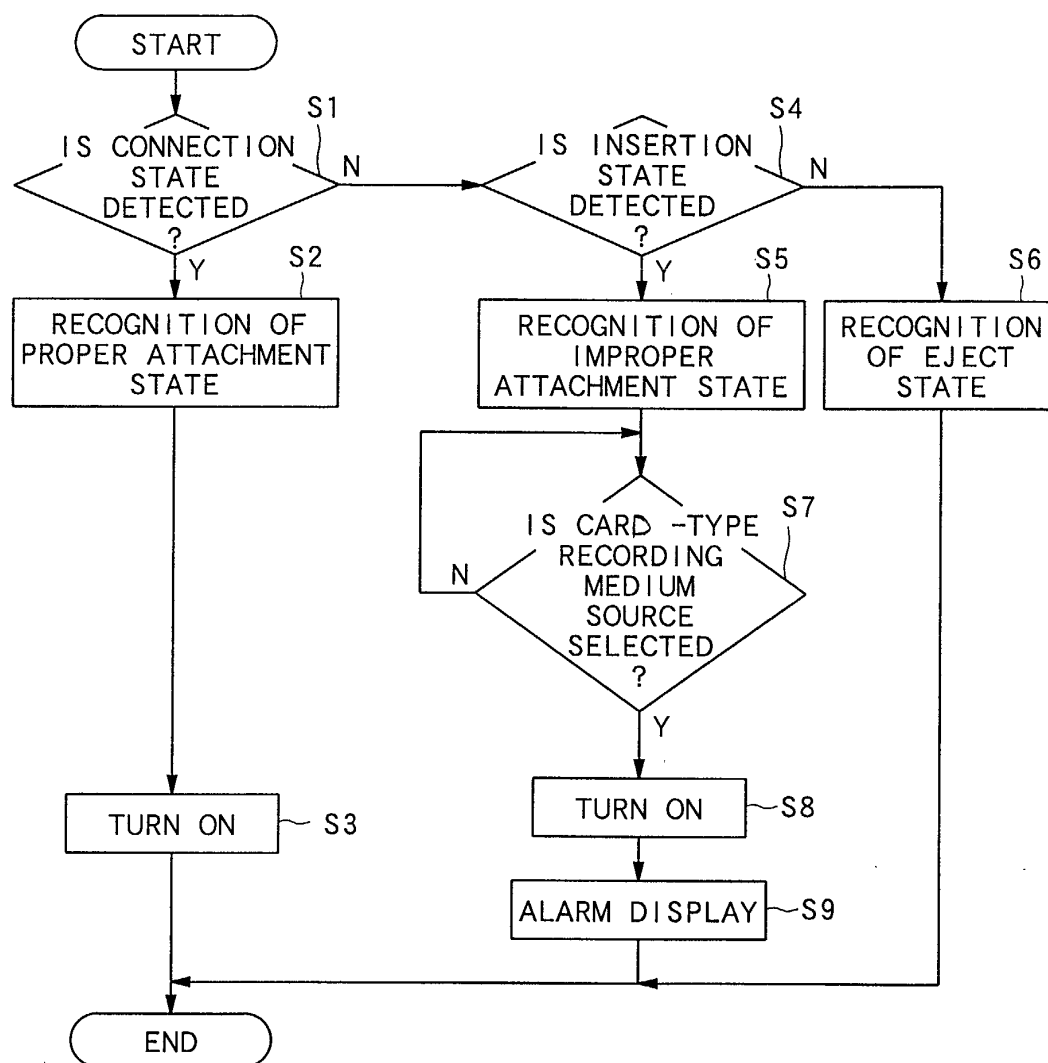 START
S1
IS CONNECTION
STATE
DETECTED
?
N
Y
S4
IS INSERTION
STATE
DETECTED
?
N
Y
S2
RECOGNITION OF
PROPER ATTACHMENT
STATE
S5
RECOGNITION OF
IMPROPER
ATTACHMENT STATE
S6
RECOGNITION
OF EJECT
STATE
S7
IS CARD-TYPE
RECORDING
MEDIUM
SOURCE
SELECTED
?
N
Y
TURN ON
S3
TURN ON
S8
ALARM DISPLAY
S9
END